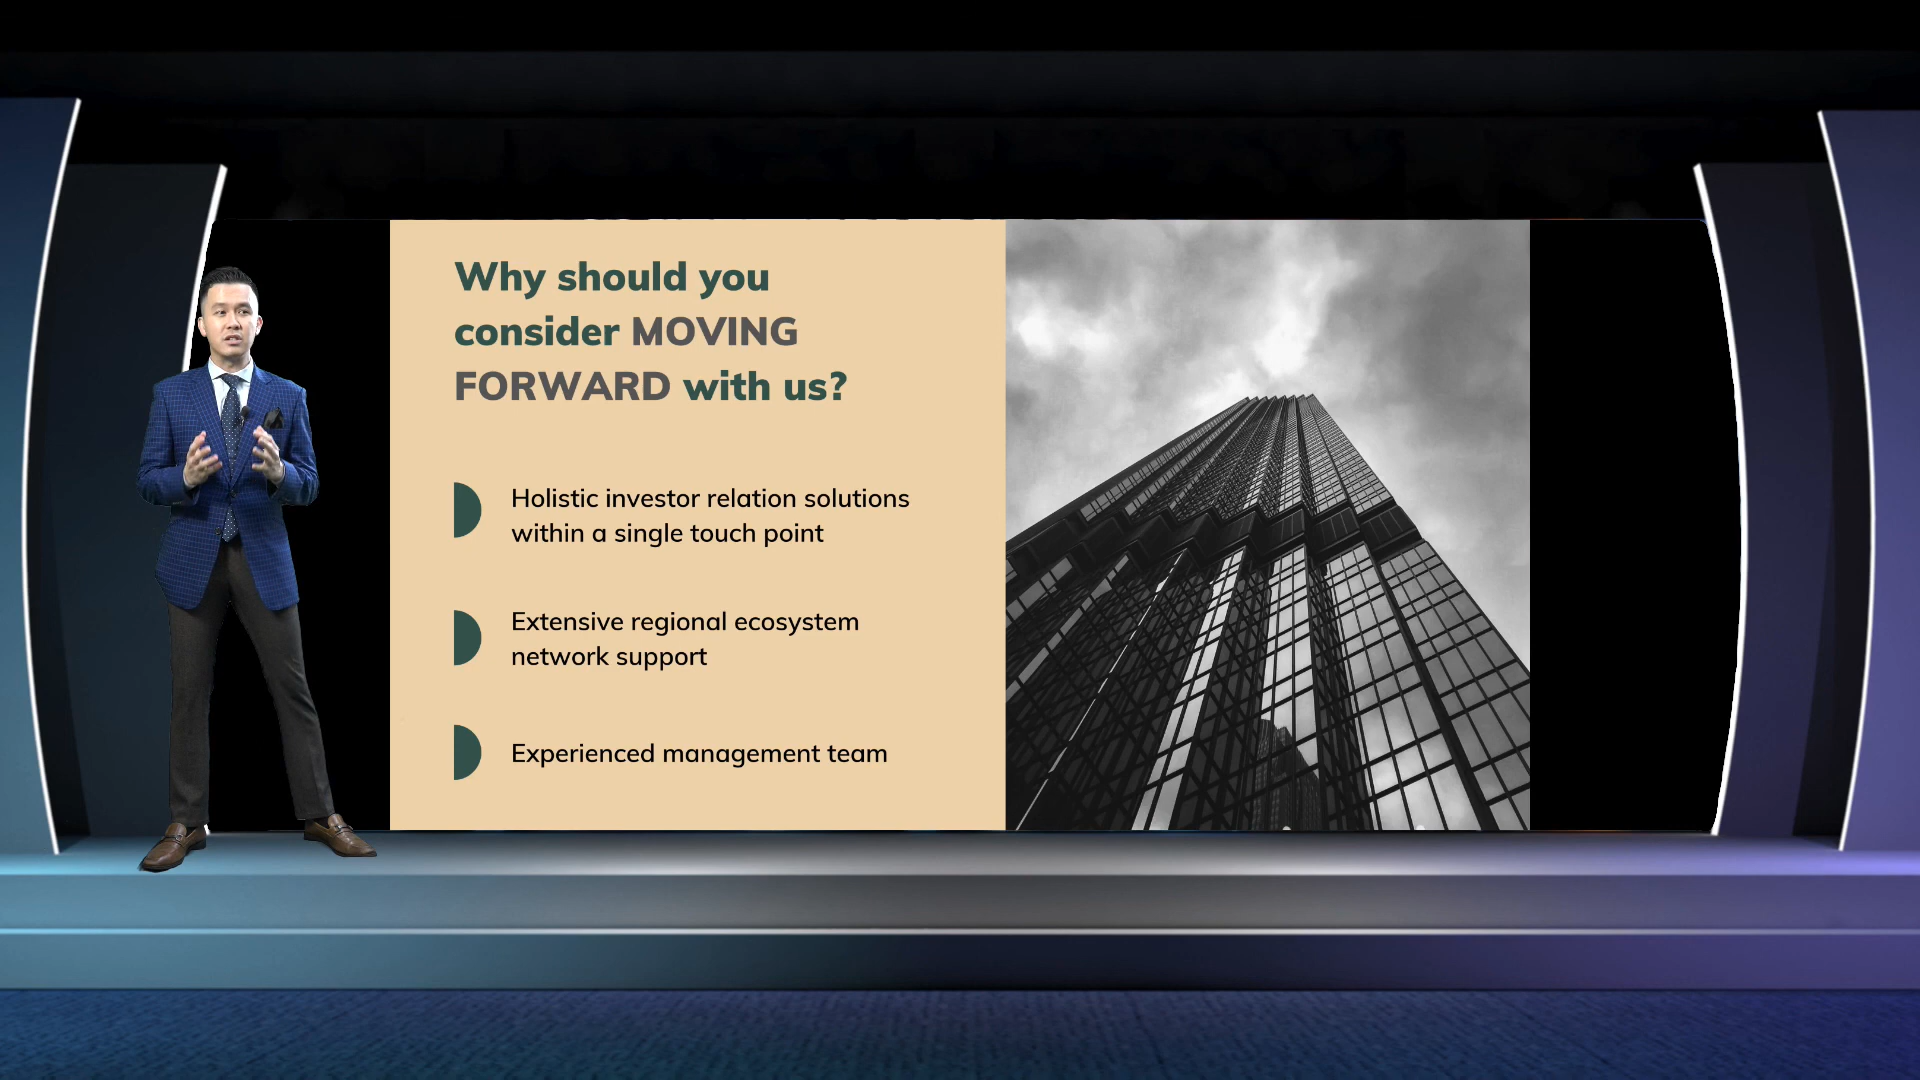 Why should you
consider MOVING
FORWARD with us?
Holistic investor relation solutions
within a single touch point
Extensive regional ecosystem
network support
Experienced management team